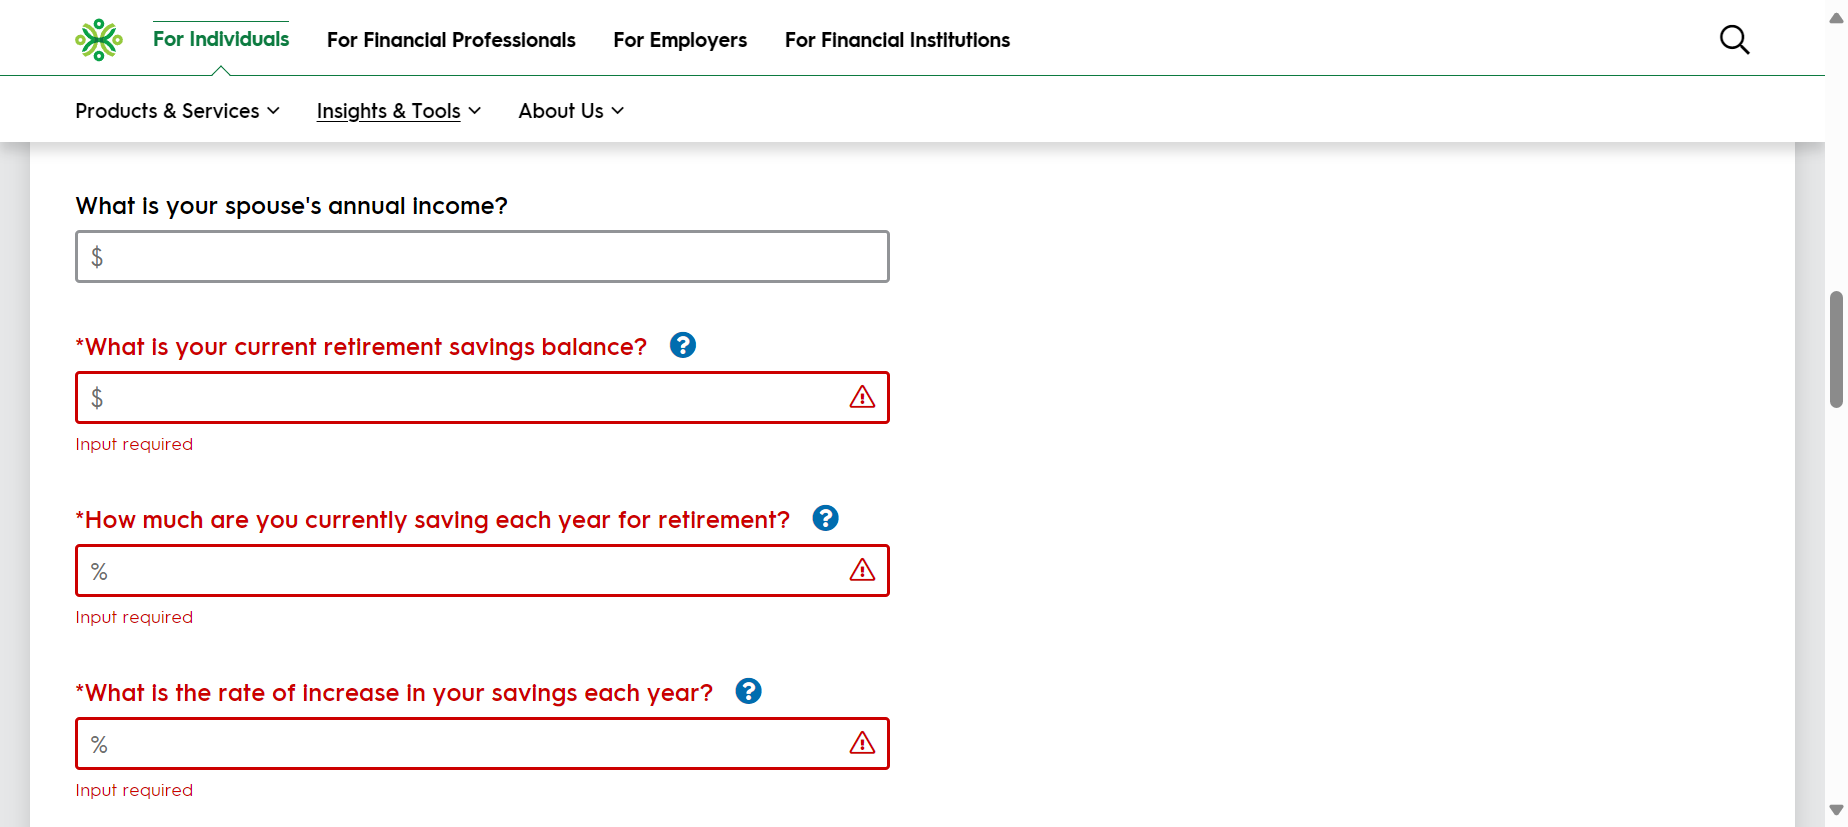 For Individuals
For Financial Professionals
For Employers
For Financial Institutions
Products & Services
Insights & Tools
About Us
What is your spouse's annual income?
$
*What is your current retirement savings balance? ?
$
Input required
*How much are you currently saving each year for retirement? ?
%
Input required
*What is the rate of increase in your savings each year? ?
%
Input required